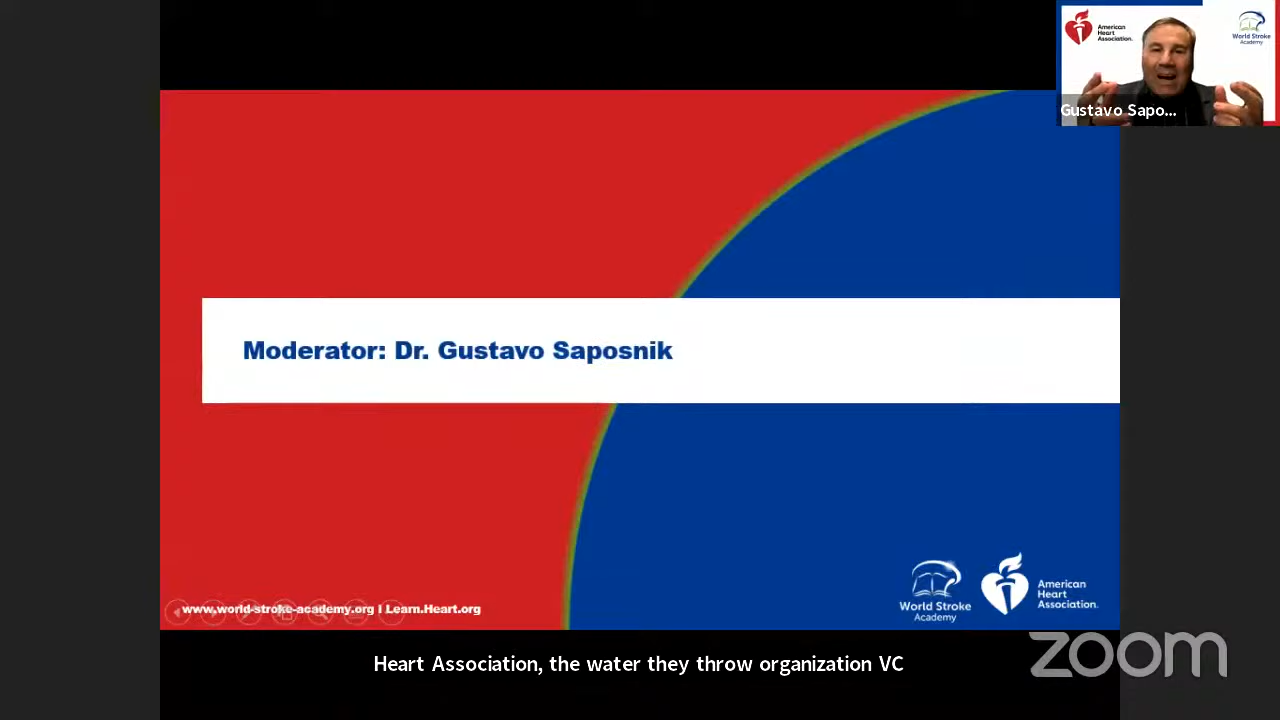 American
Heart
Association.
World Stroke
Academy
Gustavo Sapo...
Moderator: Dr. Gustavo Saposnik
www.world-stroke-academy.org I Learn.Heart.org
World Stroke
Academy
American
Heart
Association.
Heart Association, the water they throw organization VC
zoom